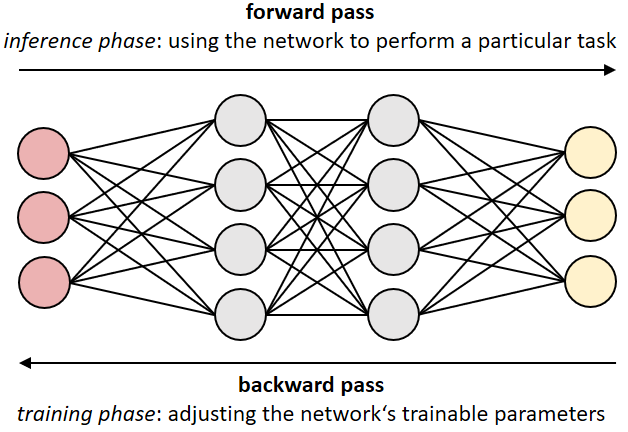 forward pass
inference phase: using the network to perform a particular task
backward pass
training phase: adjusting the network‘s trainable parameters